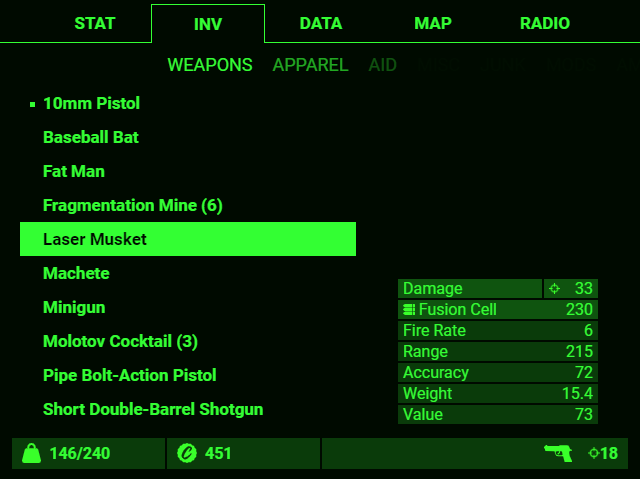 STAT INV DATA MAP RADIO
WEAPONS APPAREL AID
10mm Pistol
Baseball Bat
Fat Man
Fragmentation Mine (6)
Laser Musket
Machete
Minigun
Molotov Cocktail (3)
Pipe Bolt-Action Pistol
Short Double-Barrel Shotgun
Damage 33
Fusion Cell 230
Fire Rate 6
Range 215
Accuracy 72
Weight 15.4
Value 73
146/240 451 18